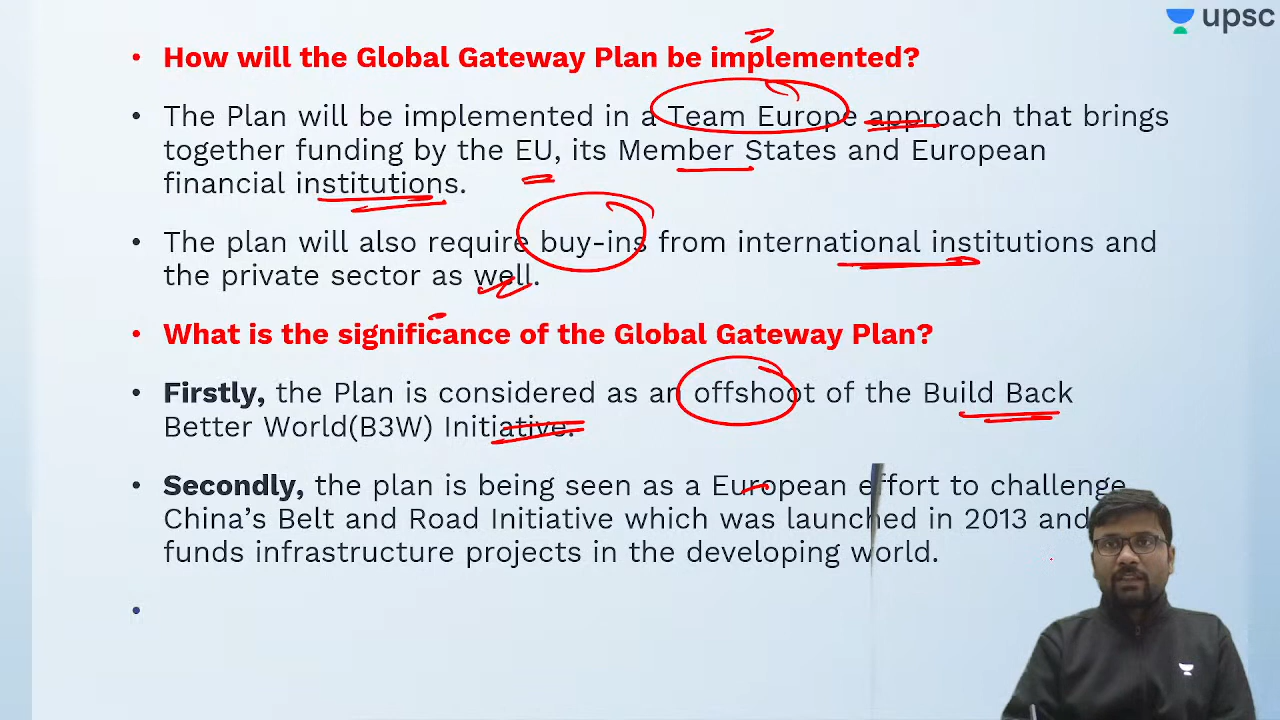 upsc
• How will the Global Gateway Plan be implemented?
• The Plan will be implemented in a Team Europe approach that brings
together funding by the EU, its Member States and European
financial institutions.
• The plan will also require buy-ins from international institutions and
the private sector as well.
• What is the significance of the Global Gateway Plan?
• Firstly, the Plan is considered as an offshoot of the Build Back
Better World(B3W) Initiative.
• Secondly, the plan is being seen as a European effort to challenge
China's Belt and Road Initiative which was launched in 2013 and
funds infrastructure projects in the developing world.
•